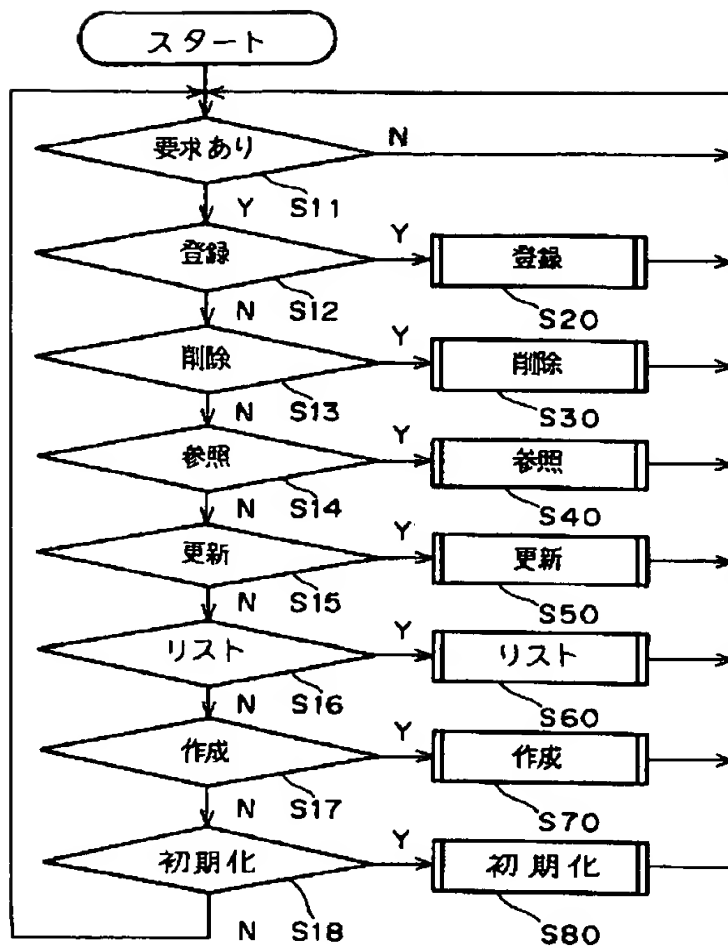 スタート
要求あり
N
Y
S11
登録
Y
登録
N
S12
S20
削除
Y
削除
N
S13
S30
参照
Y
参照
N
S14
S40
更新
Y
更新
N
S15
S50
リスト
Y
リスト
N
S16
S60
作成
Y
作成
N
S17
S70
初期化
Y
初期化
N
S18
S80